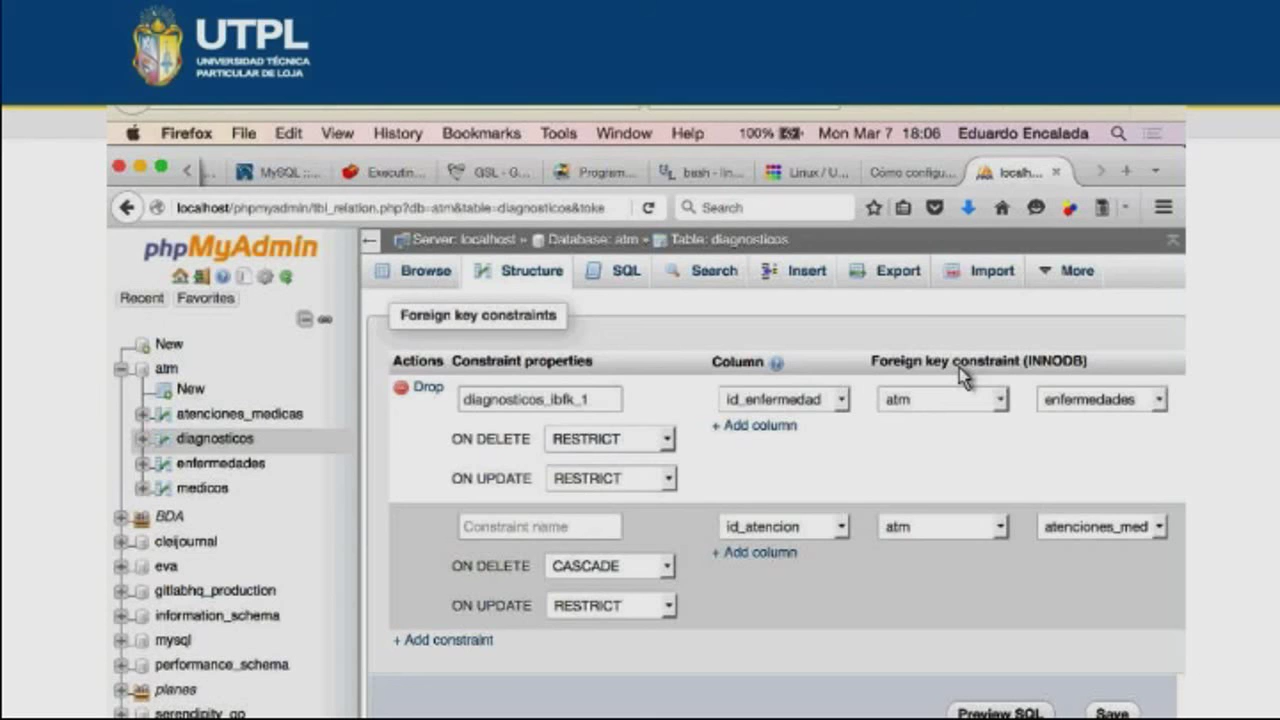 UTPL
UNIVERSIDAD TÉCNICA
PARTICULAR DE LOJA
Firefox File Edit View History Bookmarks Tools Window Help 100% Mon Mar 7 18:06 Eduardo Encalada
MySQL ::... Executin... GSL - G... Program... bash - lin... Linux / U... Cómo configu... localh...
localhost/phpmyadmin/tbl_relation.php?db=atm&table=diagnosticos&toke Search
phpMyAdmin
Recent Favorites
New
atm
New
atenciones_medicas
diagnosticos
enfermedades
medicos
BDA
cleijournal
eva
gitlabhq_production
information_schema
mysql
performance_schema
planes
Server: localhost » Database: atm » Table: diagnosticos
Browse Structure SQL Search Insert Export Import More
Foreign key constraints
Actions Constraint properties Column Foreign key constraint (INNODB)
Drop diagnosticos_ibfk_1 id_enfermedad atm enfermedades
+ Add column
ON DELETE RESTRICT
ON UPDATE RESTRICT
Constraint name id_atencion atm atenciones_med
+ Add column
ON DELETE CASCADE
ON UPDATE RESTRICT
+ Add constraint
Preview SQL Save